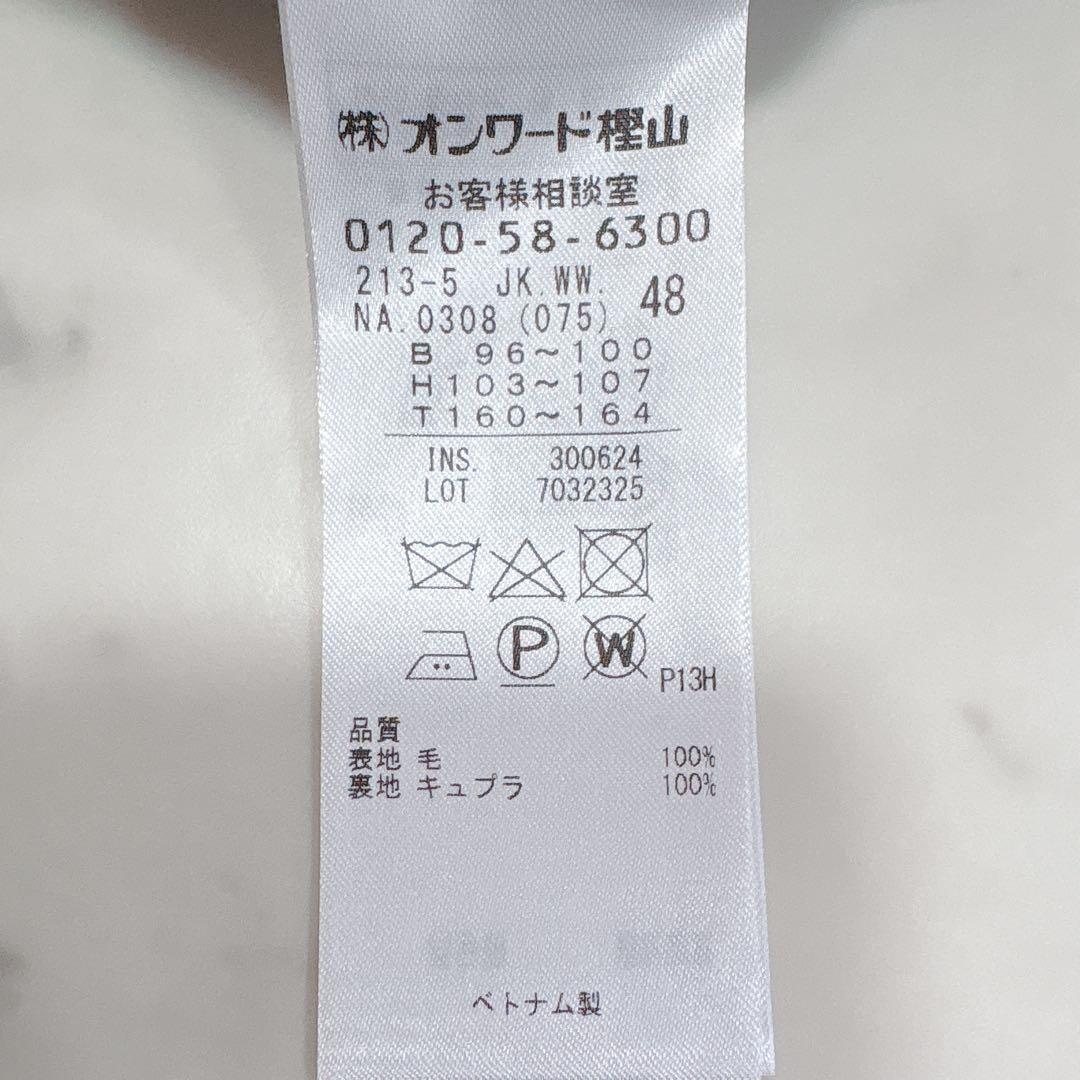 (株)オンワード樫山
お客様相談室
0120-58-6300
213-5 JK.WW. 48
NA.0308 (075)
B 96～100
H103～107
T160～164
INS. 300624
LOT 7032325
P W P13H
品質
表地 毛 100%
裏地 キュプラ 100%
ベトナム製